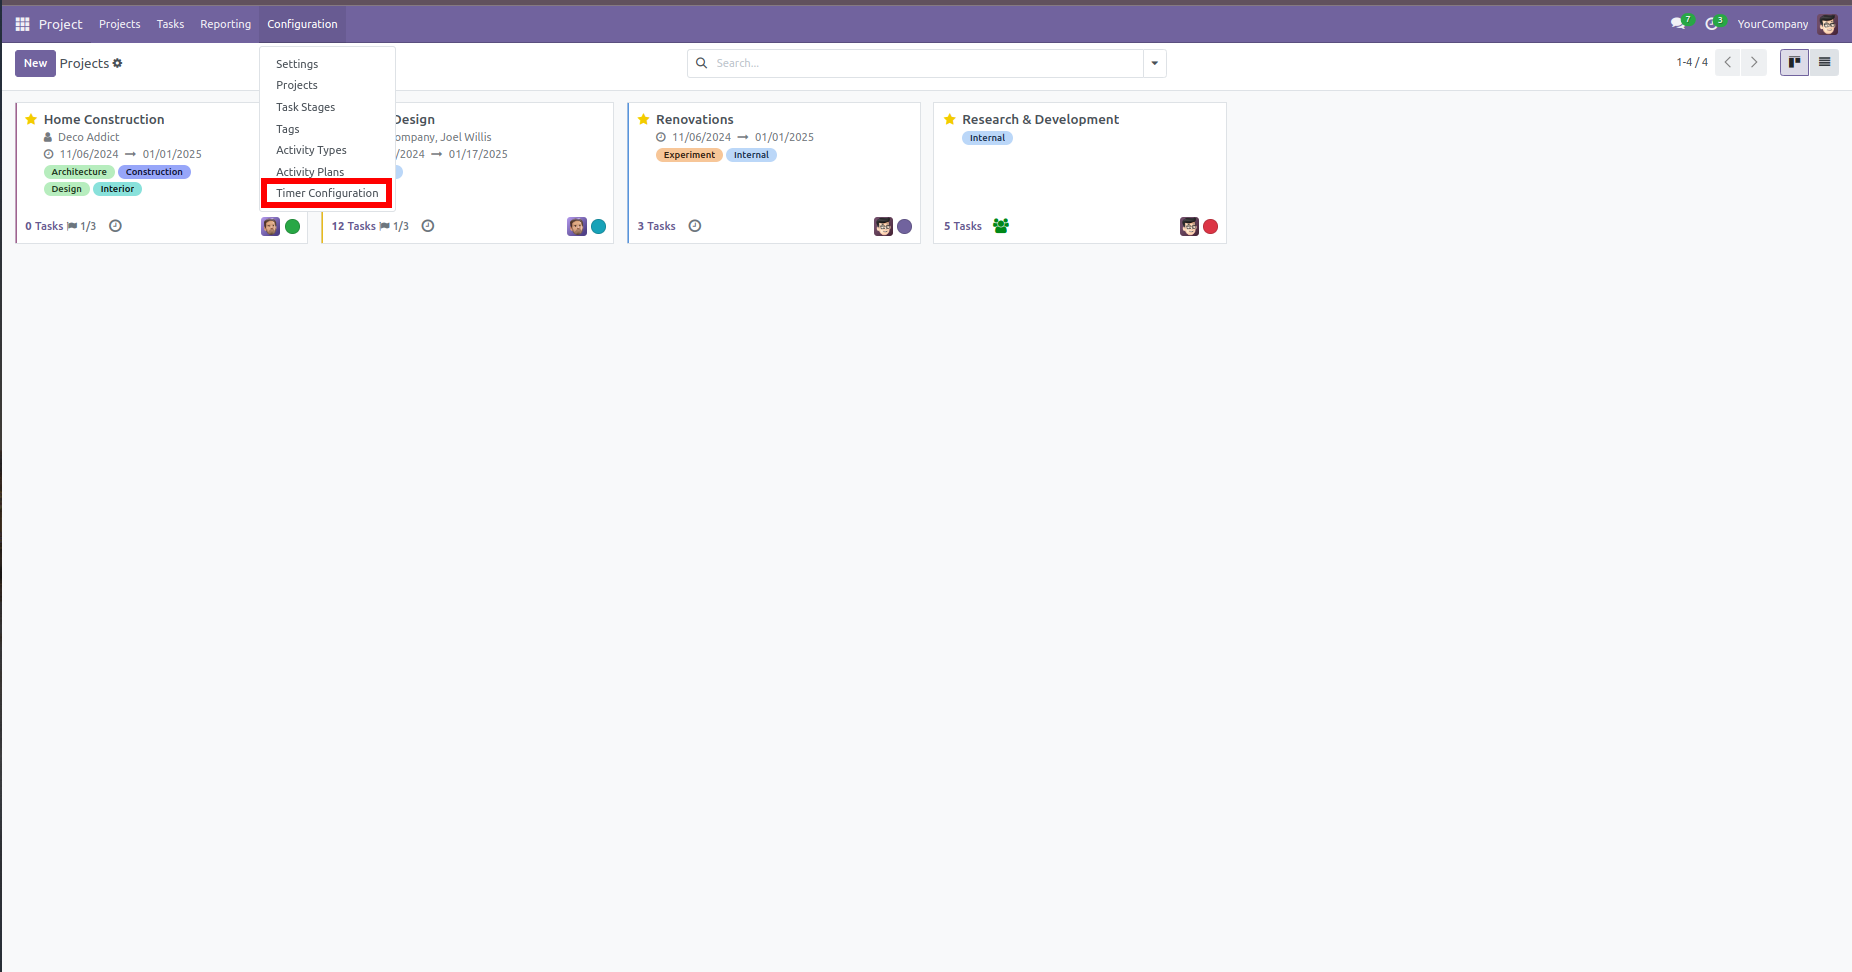 Project Projects Tasks Reporting Configuration 7 3 YourCompany
New Projects Search... 1-4 / 4
Settings
Projects
Task Stages
Tags
Activity Types
Activity Plans
Timer Configuration
Home Construction
Deco Addict
11/06/2024 → 01/01/2025
Architecture Construction
Design Interior
0 Tasks 1/3
Design
ompany, Joel Willis
/2024 → 01/17/2025
12 Tasks 1/3
Renovations
11/06/2024 → 01/01/2025
Experiment Internal
3 Tasks
Research & Development
Internal
5 Tasks